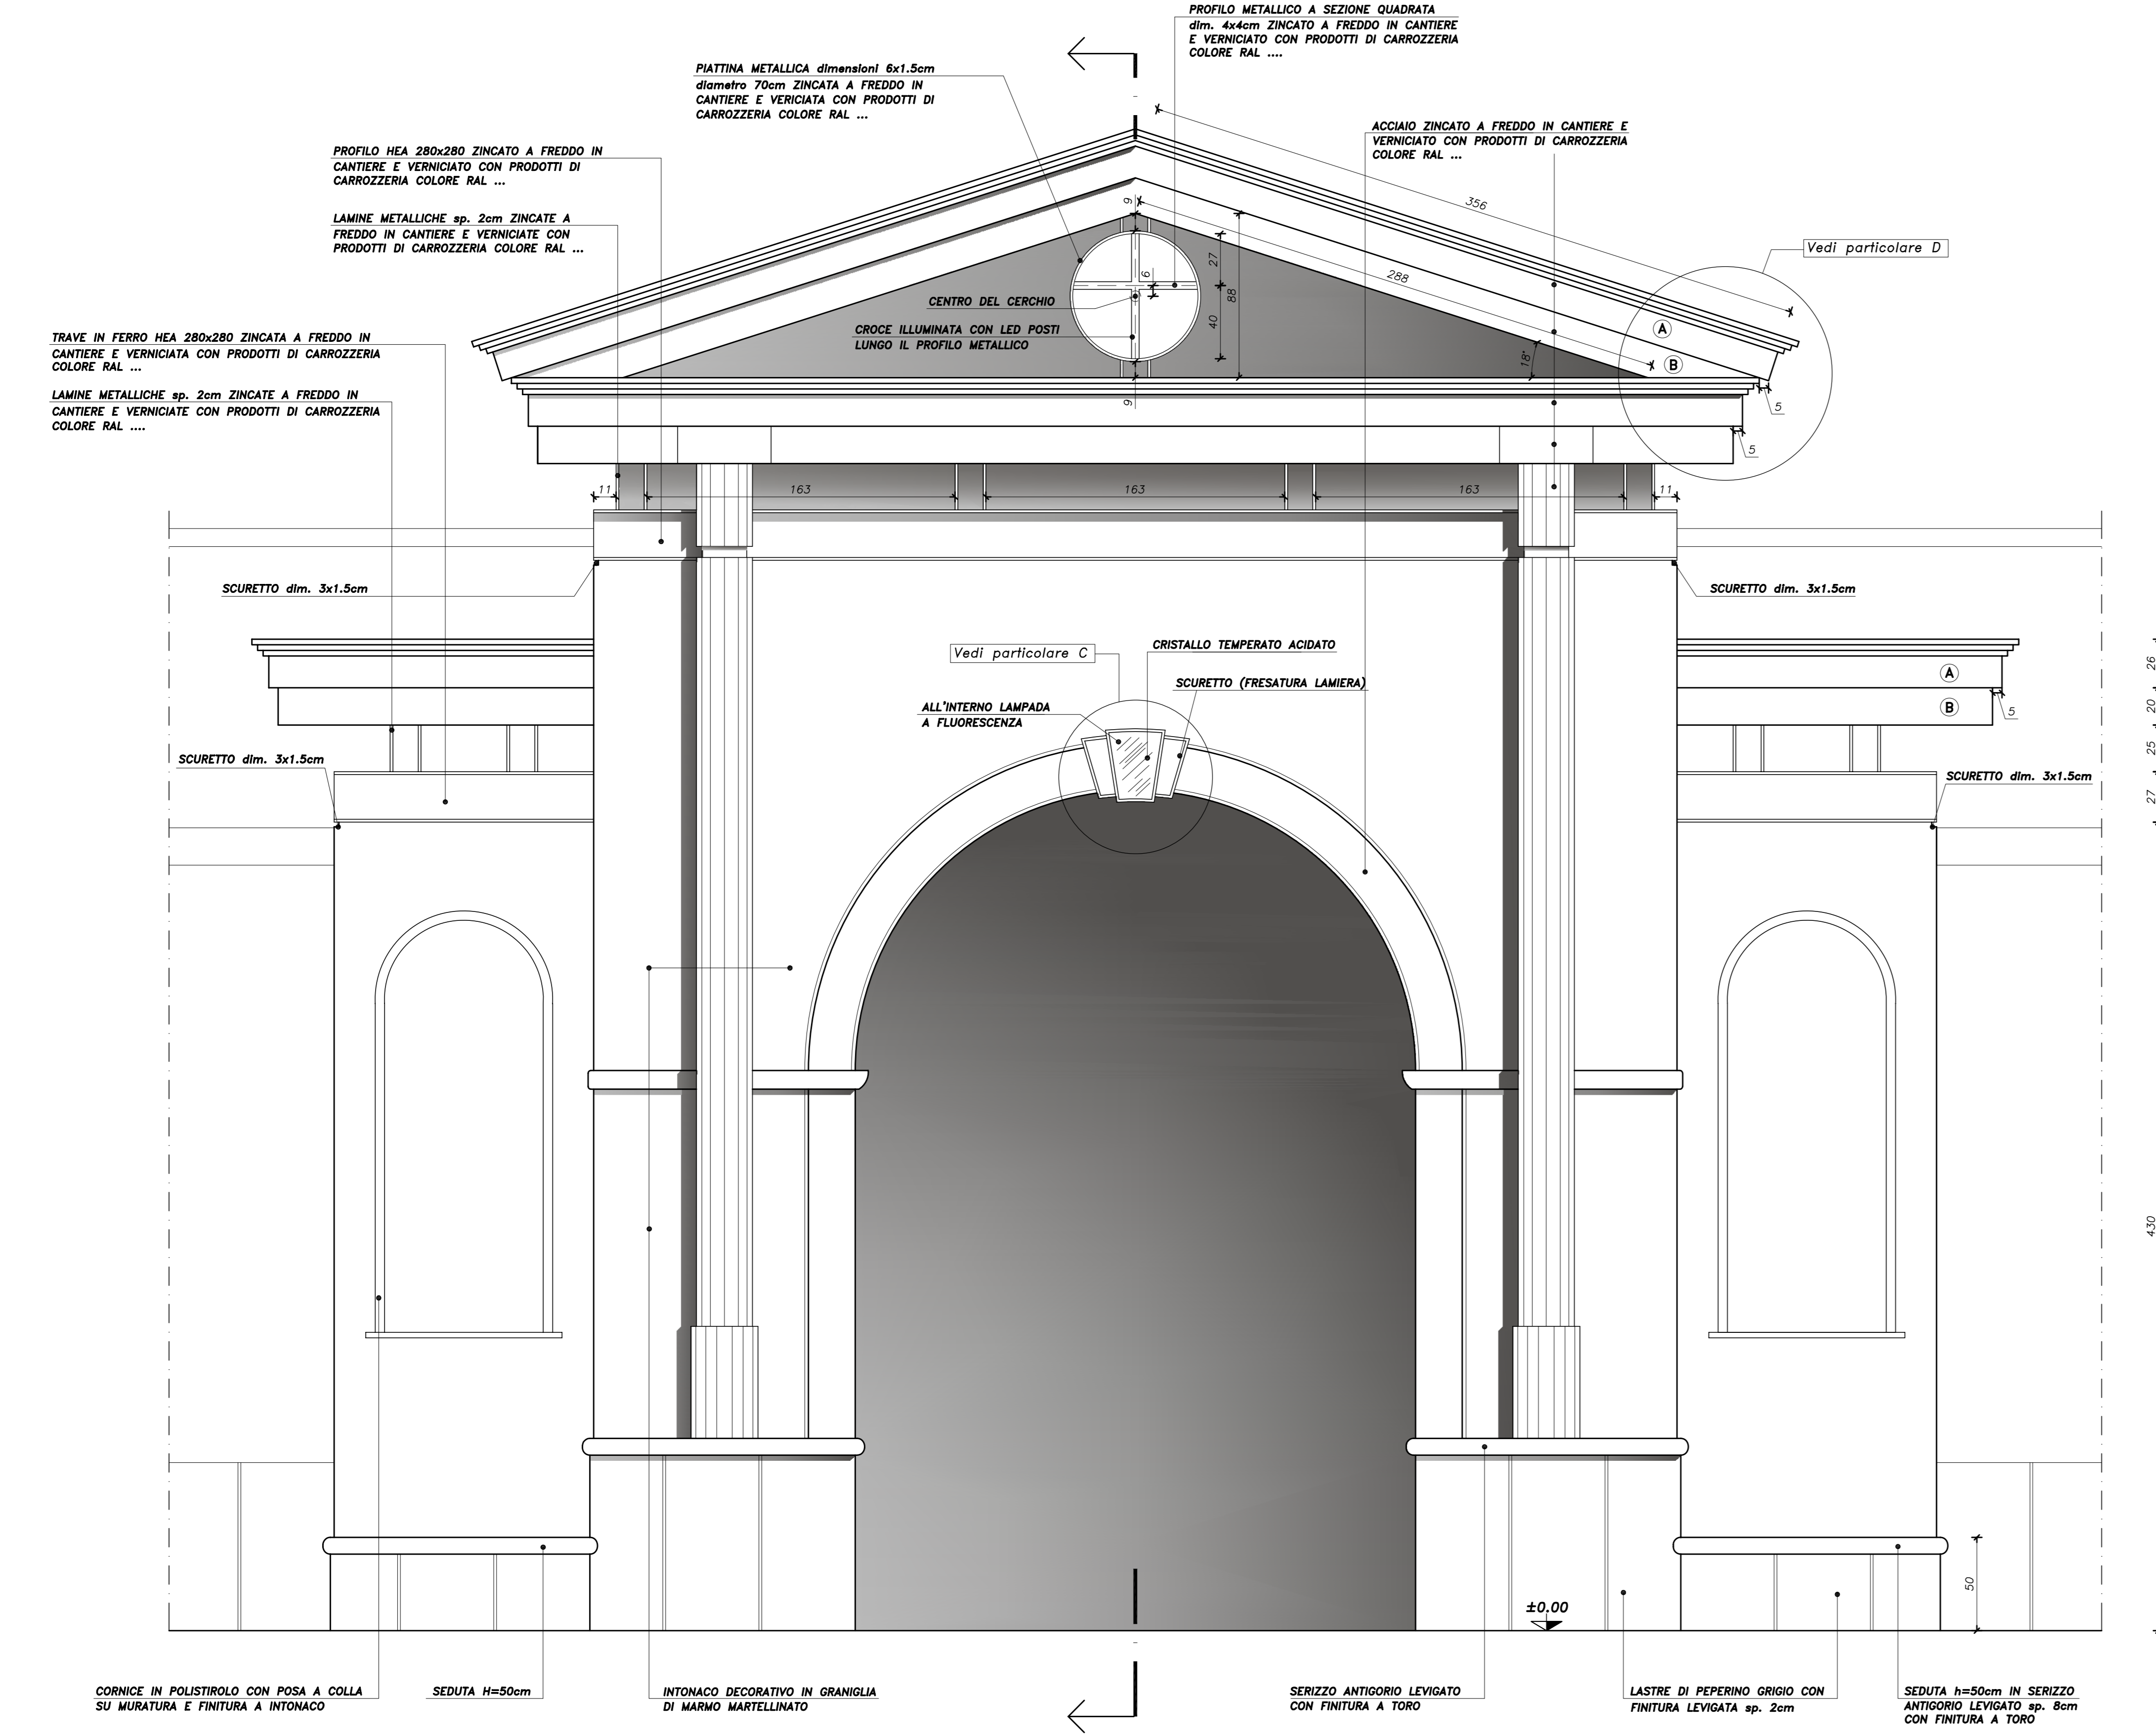 PROFILO METALLICO A SEZIONE QUADRATA
dim. 4x4cm ZINCATO A FREDDO IN CANTIERE
E VERNICIATO CON PRODOTTI DI CARROZZERIA
COLORE RAL ....
PIATTINA METALLICA dimensioni 6x1.5cm
diametro 70cm ZINCATA A FREDDO IN
CANTIERE E VERICIATA CON PRODOTTI DI
CARROZZERIA COLORE RAL ...
ACCIAIO ZINCATO A FREDDO IN CANTIERE E
VERNICIATO CON PRODOTTI DI CARROZZERIA
COLORE RAL ...
PROFILO HEA 280x280 ZINCATO A FREDDO IN
CANTIERE E VERNICIATO CON PRODOTTI DI
CARROZZERIA COLORE RAL ...
LAMINE METALLICHE sp. 2cm ZINCATE A
FREDDO IN CANTIERE E VERNICIATE CON
PRODOTTI DI CARROZZERIA COLORE RAL ...
356
9
Vedi particolare D
27
6
288
88
CENTRO DEL CERCHIO
40
CROCE ILLUMINATA CON LED POSTI
LUNGO IL PROFILO METALLICO
A
B
18°
9
5
5
TRAVE IN FERRO HEA 280x280 ZINCATA A FREDDO IN
CANTIERE E VERNICIATA CON PRODOTTI DI CARROZZERIA
COLORE RAL ...
LAMINE METALLICHE sp. 2cm ZINCATE A FREDDO IN
CANTIERE E VERNICIATE CON PRODOTTI DI CARROZZERIA
COLORE RAL ....
11
163
163
163
11
SCURETTO dim. 3x1.5cm
SCURETTO dim. 3x1.5cm
Vedi particolare C
CRISTALLO TEMPERATO ACIDATO
SCURETTO (FRESATURA LAMIERA)
ALL'INTERNO LAMPADA
A FLUORESCENZA
A
B
5
26
20
25
27
SCURETTO dim. 3x1.5cm
SCURETTO dim. 3x1.5cm
430
50
±0.00
CORNICE IN POLISTIROLO CON POSA A COLLA
SU MURATURA E FINITURA A INTONACO
SEDUTA H=50cm
INTONACO DECORATIVO IN GRANIGLIA
DI MARMO MARTELLINATO
SERIZZO ANTIGORIO LEVIGATO
CON FINITURA A TORO
LASTRE DI PEPERINO GRIGIO CON
FINITURA LEVIGATA sp. 2cm
SEDUTA h=50cm IN SERIZZO
ANTIGORIO LEVIGATO sp. 8cm
CON FINITURA A TORO